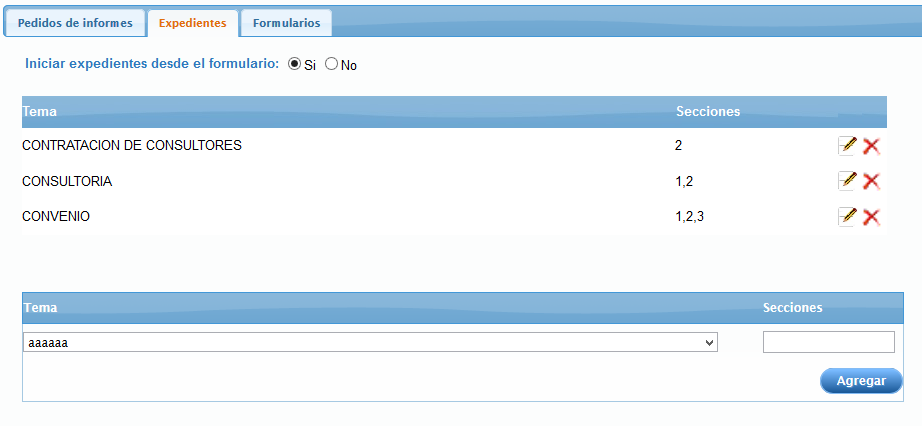 Pedidos de informes Expedientes Formularios
Iniciar expedientes desde el formulario: Si No
Tema Secciones
CONTRATACION DE CONSULTORES 2
CONSULTORIA 1,2
CONVENIO 1,2,3
Tema Secciones
aaaaaa
Agregar